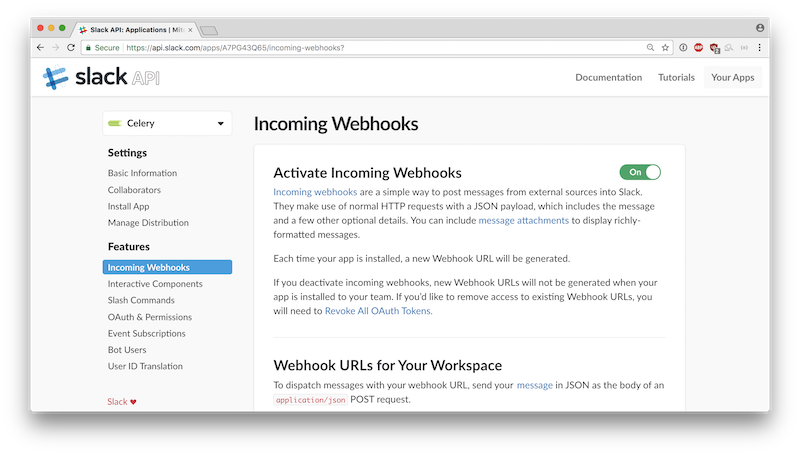 Slack API: Applications | Mit
Secure https://api.slack.com/apps/A7PG43Q65/incoming-webhooks?
slack API
Documentation Tutorials Your Apps
Celery
Settings
Basic Information
Collaborators
Install App
Manage Distribution
Features
Incoming Webhooks
Interactive Components
Slash Commands
OAuth & Permissions
Event Subscriptions
Bot Users
User ID Translation
Slack ♥
Incoming Webhooks
Activate Incoming Webhooks
On
Incoming webhooks are a simple way to post messages from external sources into Slack.
They make use of normal HTTP requests with a JSON payload, which includes the message
and a few other optional details. You can include message attachments to display richly-
formatted messages.
Each time your app is installed, a new Webhook URL will be generated.
If you deactivate incoming webhooks, new Webhook URLs will not be generated when your
app is installed to your team. If you'd like to remove access to existing Webhook URLs, you
will need to Revoke All OAuth Tokens.
Webhook URLs for Your Workspace
To dispatch messages with your webhook URL, send your message in JSON as the body of an
application/json POST request.